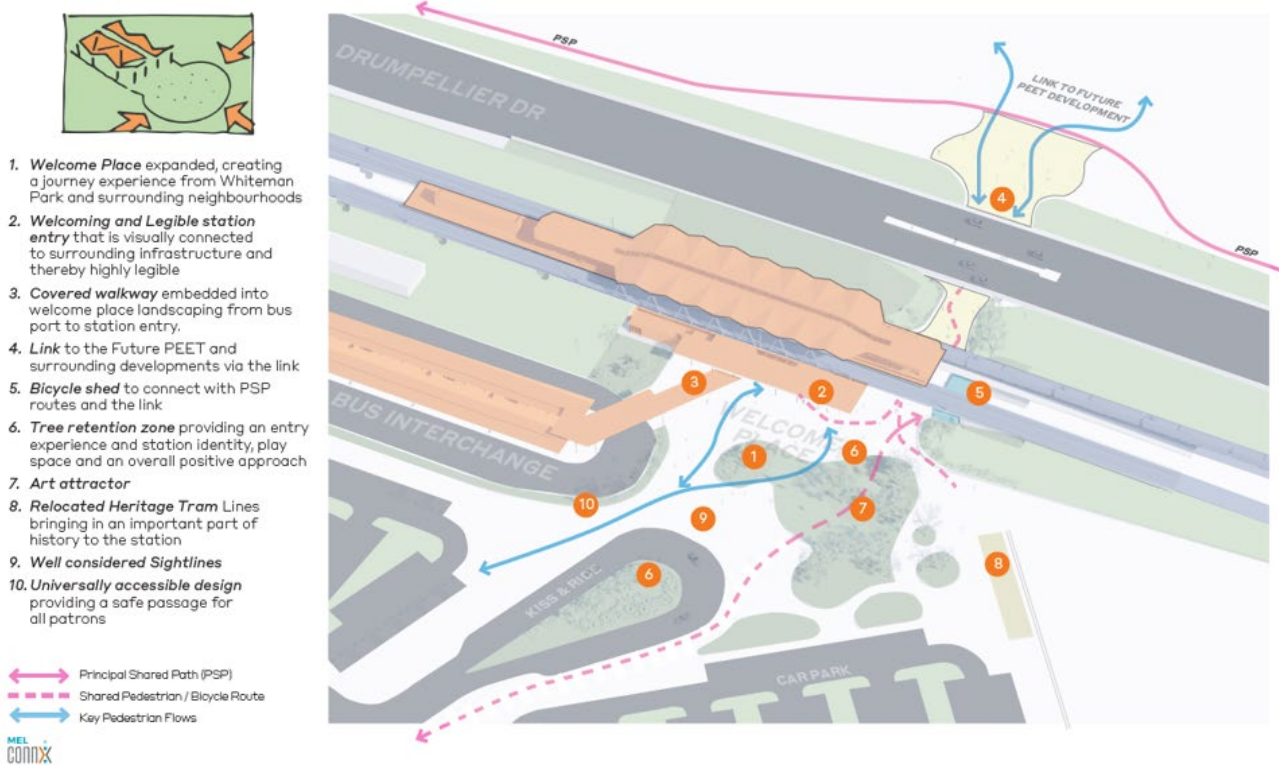 1. Welcome Place expanded, creating
a journey experience from Whiteman
Park and surrounding neighbourhoods
2. Welcoming and Legible station
entry that is visually connected
to surrounding infrastructure and
thereby highly legible
3. Covered walkway embedded into
welcome place landscaping from bus
port to station entry.
4. Link to the Future PEET and
surrounding developments via the link
5. Bicycle shed to connect with PSP
routes and the link
6. Tree retention zone providing an entry
experience and station identity, play
space and an overall positive approach
7. Art attractor
8. Relocated Heritage Tram Lines
bringing in an important part of
history to the station
9. Well considered Sightlines
10. Universally accessible design
providing a safe passage for
all patrons
Principal Shared Path (PSP)
Shared Pedestrian / Bicycle Route
Key Pedestrian Flows
MEL
CONNX
PSP
DRUMPELLIER DR
LINK TO FUTURE
PEET DEVELOPMENT
4
PSP
3
2
5
BUS INTERCHANGE
WELCOME
PLACE
1
6
10
9
7
8
KISS & RIDE
6
CAR PARK